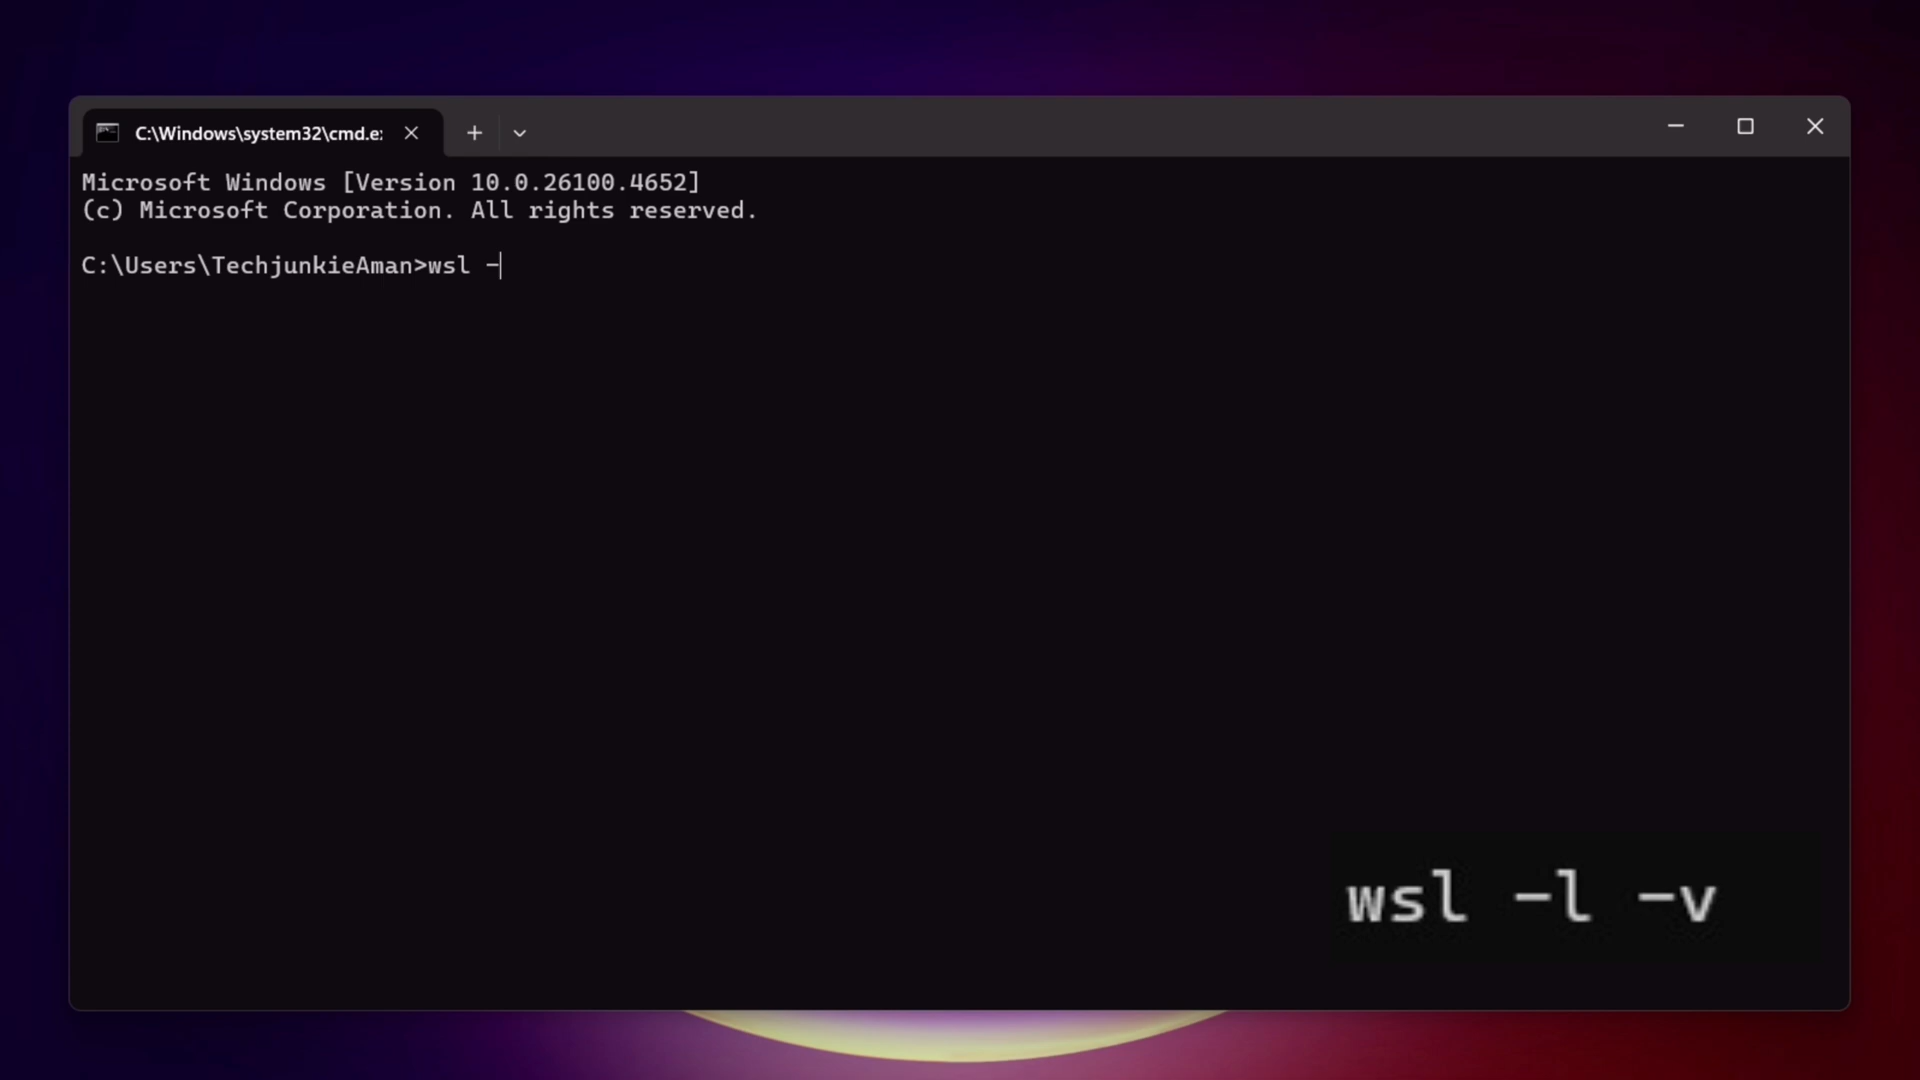 C:\Windows\system32\cmd.e
Microsoft Windows [Version 10.0.26100.4652]
(c) Microsoft Corporation. All rights reserved.
C:\Users\TechjunkieAman>wsl -
wsl -l -v